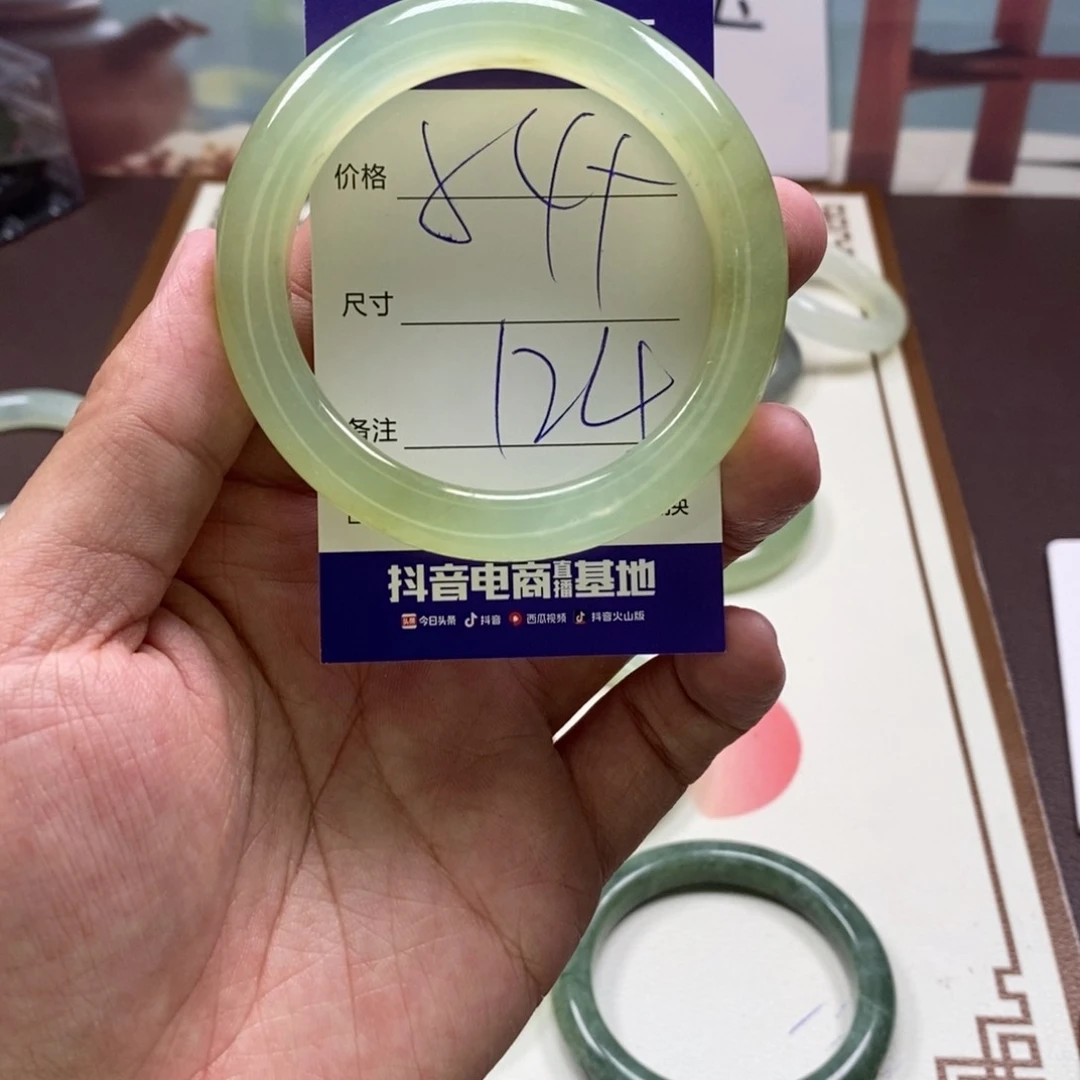 价格 844
尺寸
备注 124
抖音电商直播基地
今日头条 抖音 西瓜视频 抖音火山版